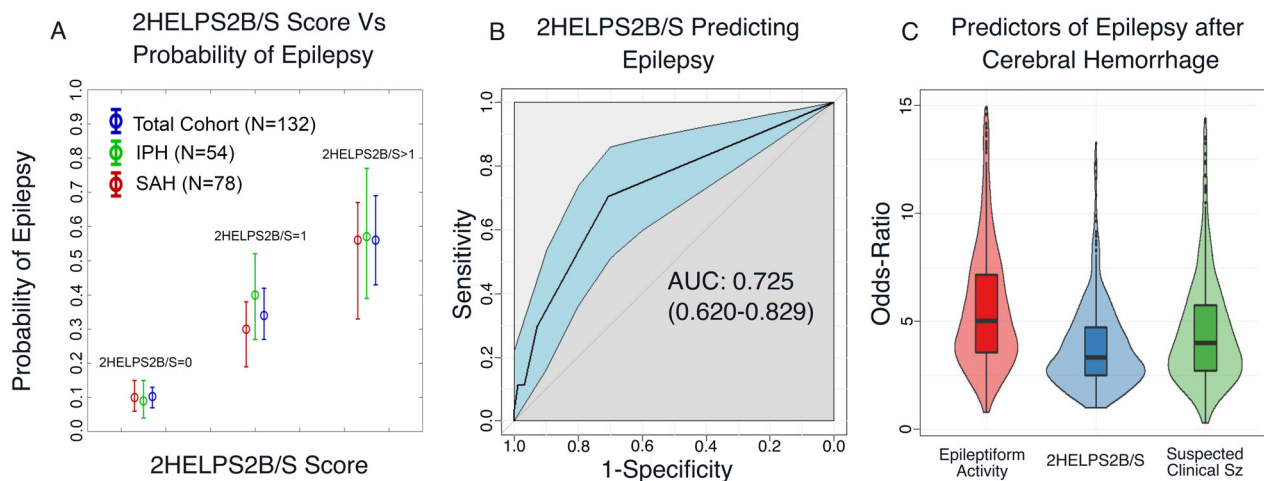 A
2HELPS2B/S Score Vs
Probability of Epilepsy
Probability of Epilepsy
1.0
0.9
0.8
0.7
0.6
0.5
0.4
0.3
0.2
0.1
0.0
Total Cohort (N=132)
IPH (N=54)
SAH (N=78)
2HELPS2B/S>1
2HELPS2B/S=1
2HELPS2B/S=0
2HELPS2B/S Score
B
2HELPS2B/S Predicting
Epilepsy
Sensitivity
1.0
0.8
0.6
0.4
0.2
0.0
AUC: 0.725
(0.620-0.829)
1.0 0.8 0.6 0.4 0.2 0.0
1-Specificity
C
Predictors of Epilepsy after
Cerebral Hemorrhage
Odds-Ratio
15
10
5
0
Epileptiform
Activity
2HELPS2B/S
Suspected
Clinical Sz